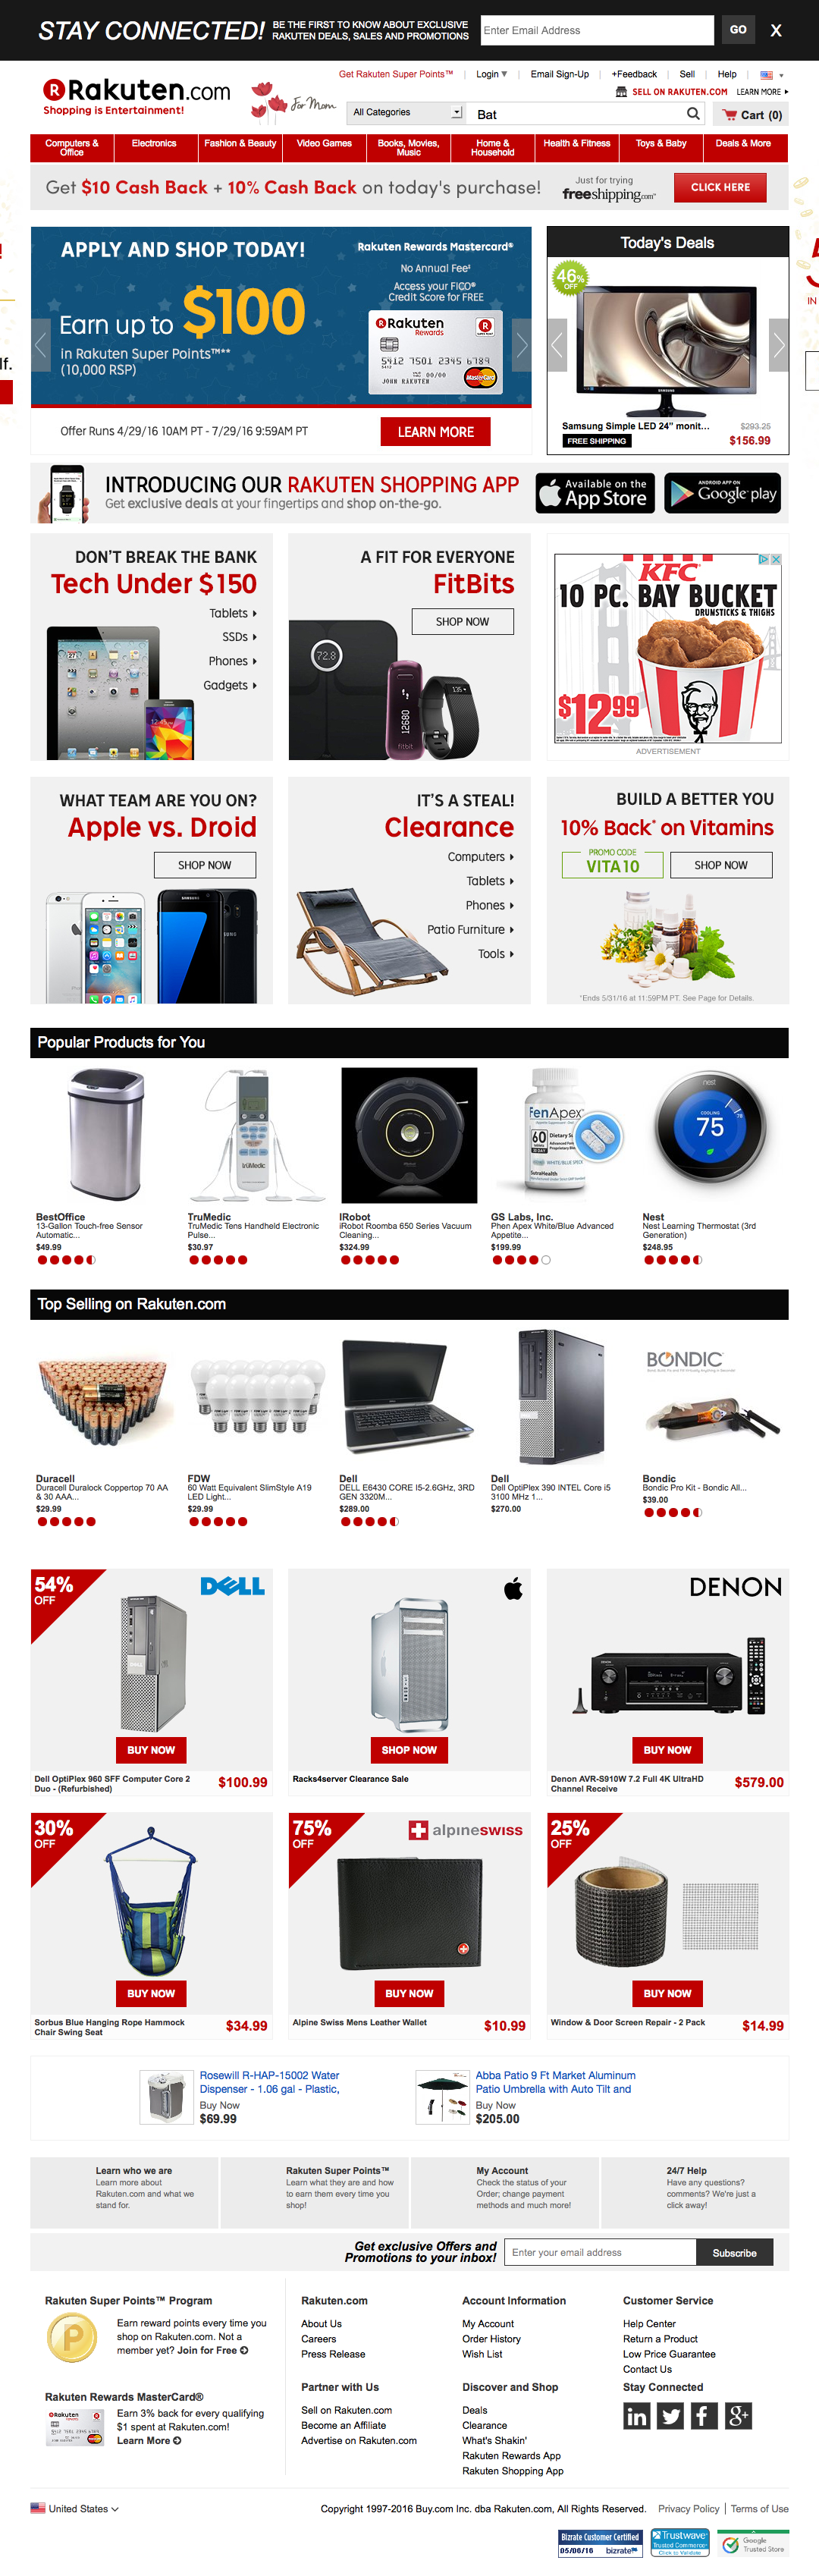 STAY CONNECTED!
BE THE FIRST TO KNOW ABOUT EXCLUSIVE
RAKUTEN DEALS, SALES AND PROMOTIONS
Enter Email Address
GO
X
Get Rakuten Super Points™
Login
Email Sign-Up
+Feedback
Sell
Help
SELL ON RAKUTEN.COM
LEARN MORE
Rakuten.com
Shopping is Entertainment!
For Mom
All Categories
Bat
Cart (0)
Computers &
Office
Electronics
Fashion & Beauty
Video Games
Books, Movies,
Music
Home &
Household
Health & Fitness
Toys & Baby
Deals & More
Get $10 Cash Back + 10% Cash Back on today's purchase!
Just for trying
freeshipping.com
CLICK HERE
APPLY AND SHOP TODAY!
Earn up to $100
in Rakuten Super Points™**
(10,000 RSP)
Rakuten Rewards Mastercard®
No Annual Fee‡
Access your FICO®
Credit Score for FREE
Rakuten
Rewards
5412 7501 2345 6789
5412
00/00
JOHN RAKUTEN
MasterCard
Offer Runs 4/29/16 10AM PT - 7/29/16 9:59AM PT
LEARN MORE
Today's Deals
46%
OFF
SAMSUNG
Samsung Simple LED 24" monit...
$293.25
FREE SHIPPING
$156.99
lf.
IN
INTRODUCING OUR RAKUTEN SHOPPING APP
Get exclusive deals at your fingertips and shop on-the-go.
Available on the
App Store
ANDROID APP ON
Google play
DON'T BREAK THE BANK
Tech Under $150
Tablets
SSDs
Phones
Gadgets
A FIT FOR EVERYONE
FitBits
SHOP NOW
72.8
12680
fitbit
135
KFC
10 PC. BAY BUCKET
DRUMSTICKS & THIGHS
$12.99
KFC
ADVERTISEMENT
WHAT TEAM ARE YOU ON?
Apple vs. Droid
SHOP NOW
SAMSUNG
IT'S A STEAL!
Clearance
Computers
Tablets
Phones
Patio Furniture
Tools
BUILD A BETTER YOU
10% Back* on Vitamins
PROMO CODE
VITA10
SHOP NOW
*Ends 5/31/16 at 11:59PM PT. See Page for Details.
Popular Products for You
truMedic
FenApex
60
Dietary
WHITE/BLUE SPECK
SutraHealth
nest
COOLING
75
78
BestOffice
13-Gallon Touch-free Sensor
Automatic...
$49.99
TruMedic
TruMedic Tens Handheld Electronic
Pulse...
$30.97
IRobot
iRobot Roomba 650 Series Vacuum
Cleaning...
$324.99
GS Labs, Inc.
Phen Apex White/Blue Advanced
Appetite...
$199.99
Nest
Nest Learning Thermostat (3rd
Generation)
$248.95
Top Selling on Rakuten.com
BONDIC
Duracell
Duracell Duralock Coppertop 70 AA
& 30 AAA...
$29.99
FDW
60 Watt Equivalent SlimStyle A19
LED Light...
$29.99
Dell
DELL E6430 CORE I5-2.6GHz, 3RD
GEN 3320M...
$289.00
Dell
Dell OptiPlex 390 INTEL Core i5
3100 MHz 1...
$270.00
Bondic
Bondic Pro Kit - Bondic All...
$39.00
54%
OFF
DELL
BUY NOW
Dell OptiPlex 960 SFF Computer Core 2
Duo - (Refurbished)
$100.99
SHOP NOW
Racks4server Clearance Sale
DENON
BUY NOW
Denon AVR-S910W 7.2 Full 4K UltraHD
Channel Receive
$579.00
30%
OFF
BUY NOW
Sorbus Blue Hanging Rope Hammock
Chair Swing Seat
$34.99
75%
OFF
alpineswiss
BUY NOW
Alpine Swiss Mens Leather Wallet
$10.99
25%
OFF
BUY NOW
Window & Door Screen Repair - 2 Pack
$14.99
Rosewill R-HAP-15002 Water
Dispenser - 1.06 gal - Plastic,
Buy Now
$69.99
Abba Patio 9 Ft Market Aluminum
Patio Umbrella with Auto Tilt and
Buy Now
$205.00
Learn who we are
Learn more about
Rakuten.com and what we
stand for.
Rakuten Super Points™
Learn what they are and how
to earn them every time you
shop!
My Account
Check the status of your
Order; change payment
methods and much more!
24/7 Help
Have any questions?
comments? We're just a
click away!
Get exclusive Offers and
Promotions to your inbox!
Enter your email address
Subscribe
Rakuten Super Points™ Program
P
Earn reward points every time you
shop on Rakuten.com. Not a
member yet? Join for Free
Rakuten Rewards MasterCard®
Rakuten
Earn 3% back for every qualifying
$1 spent at Rakuten.com!
Learn More
Rakuten.com
About Us
Careers
Press Release
Partner with Us
Sell on Rakuten.com
Become an Affiliate
Advertise on Rakuten.com
Account Information
My Account
Order History
Wish List
Discover and Shop
Deals
Clearance
What's Shakin'
Rakuten Rewards App
Rakuten Shopping App
Customer Service
Help Center
Return a Product
Low Price Guarantee
Contact Us
Stay Connected
in
f
g+
United States
Copyright 1997-2016 Buy.com Inc. dba Rakuten.com, All Rights Reserved.
Privacy Policy | Terms of Use
Bizrate Customer Certified
05/06/16 bizrate
Trustwave
Trusted Commerce
Click to Validate
Google
Trusted Store